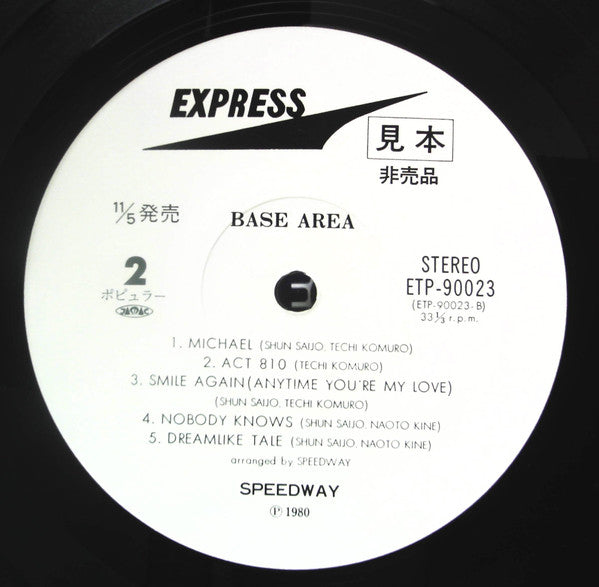 EXPRESS
見本
非売品
11/5発売
BASE AREA
2
ポピュラー
JASRAC
STEREO
ETP-90023
(ETP-90023-B)
33 1/3 r.p.m.
1. MICHAEL (SHUN SAIJO, TECHI KOMURO)
2. ACT 810 (TECHI KOMURO)
3. SMILE AGAIN(ANYTIME YOU'RE MY LOVE)
(SHUN SAIJO, TECHI KOMURO)
4. NOBODY KNOWS (SHUN SAIJO, NAOTO KINE)
5. DREAMLIKE TALE (SHUN SAIJO, NAOTO KINE)
arranged by SPEEDWAY
SPEEDWAY
Ⓟ 1980